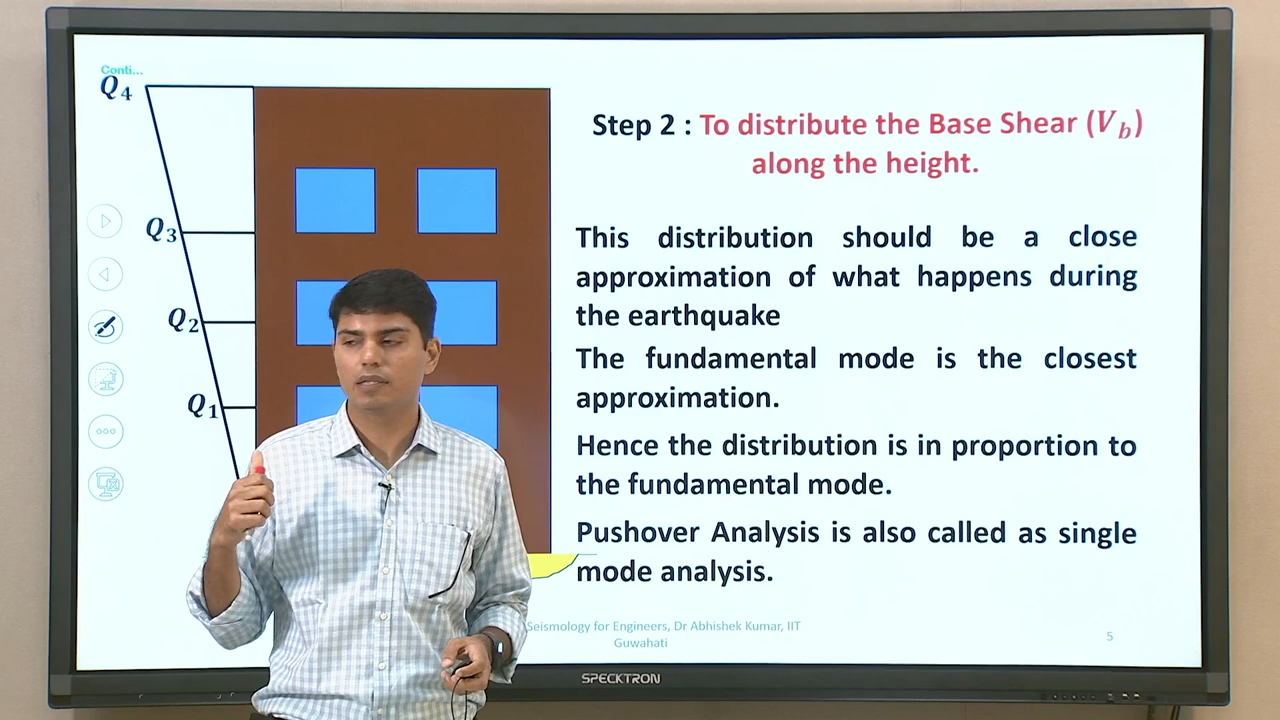 Conti...
Q4
Step 2 : To distribute the Base Shear (Vb)
along the height.
Q3
This distribution should be a close
approximation of what happens during
the earthquake
Q2
The fundamental mode is the closest
approximation.
Q1
Hence the distribution is in proportion to
the fundamental mode.
Pushover Analysis is also called as single
mode analysis.
Seismology for Engineers, Dr Abhishek Kumar, IIT
Guwahati
5
SPECKTRON